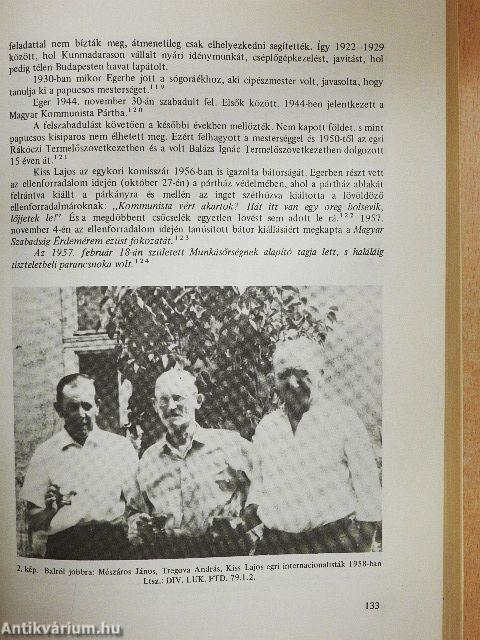 feladattal nem bízták meg, átmenetileg csak elhelyezkedni segítették. Így 1922–1929
között, hol Kunmadarason vállalt nyári idénymunkát, cséplőgépkezelést, javítást, hol
pedig télen Budapesten havat lapátolt.
1930-ban mikor Egerbe jött a sógoráékhoz, aki cipészmester volt, javasolta, hogy
tanulja ki a papucsos mesterséget.119
Eger 1944. november 30-án szabadult fel. Elsők között, 1944-ben jelentkezett a
Magyar Kommunista Pártba.120
A felszabadulást követően a későbbi években mellőzték. Nem kapott földet, s mint
papucsos kisiparos nem élhetett meg. Ezért felhagyott a mesterséggel és 1950-től az egri
Rákóczi Termelőszövetkezetben és a volt Balázs Ignác Termelőszövetkezetben dolgozott
15 éven át.121
Kiss Lajos az egykori komisszár 1956-ban is igazolta bátorságát. Egerben részt vett
az ellenforradalom idején (október 27-én) a pártház védelmében, ahol a pártház ablakát
feltrántva kiállt a párkányra és mellén az inget széthúzva kiáltotta a lövöldöző
ellenforradalmároknak: „Kommunista vért akartok? Hát itt van egy öreg bolsevik,
lőjjetek le!” És a megdöbbent csőcselék egyetlen lövést sem adott le rá.122 1957.
november 4-én az ellenforradalom idején tanúsított bátor kiállásáért megkapta a Magyar
Szabadság Érdemérem ezüst fokozatát.123
Az 1957. február 18-án született Munkásőrségnek alapító tagja lett, s haláláig
tiszteletbeli parancsnoka volt.124
2. kép. Balról jobbra: Mészáros János, Tregova András, Kiss Lajos egri internacionalisták 1958-ban
Ltsz.: DIV. LUK. FTD. 79.1.2.
133
Antikvárium.hu